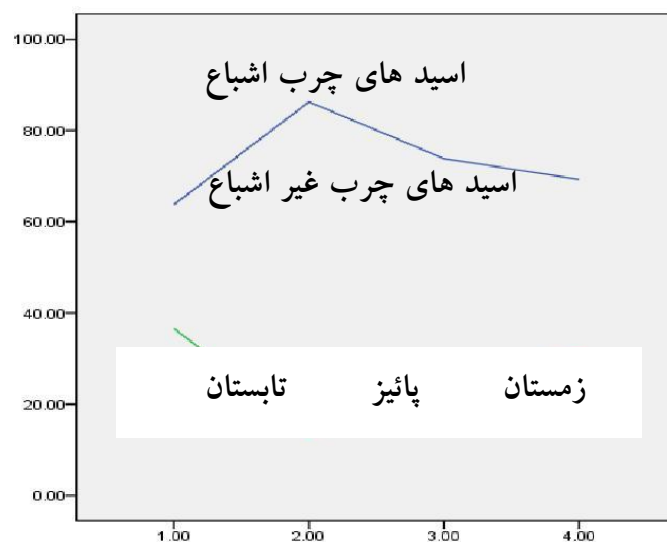 100.00
اسید های چرب اشباع
80.00
اسید های چرب غیر اشباع
60.00
40.00
تابستان پائیز زمستان
20.00
0.00
1.00 2.00 3.00 4.00